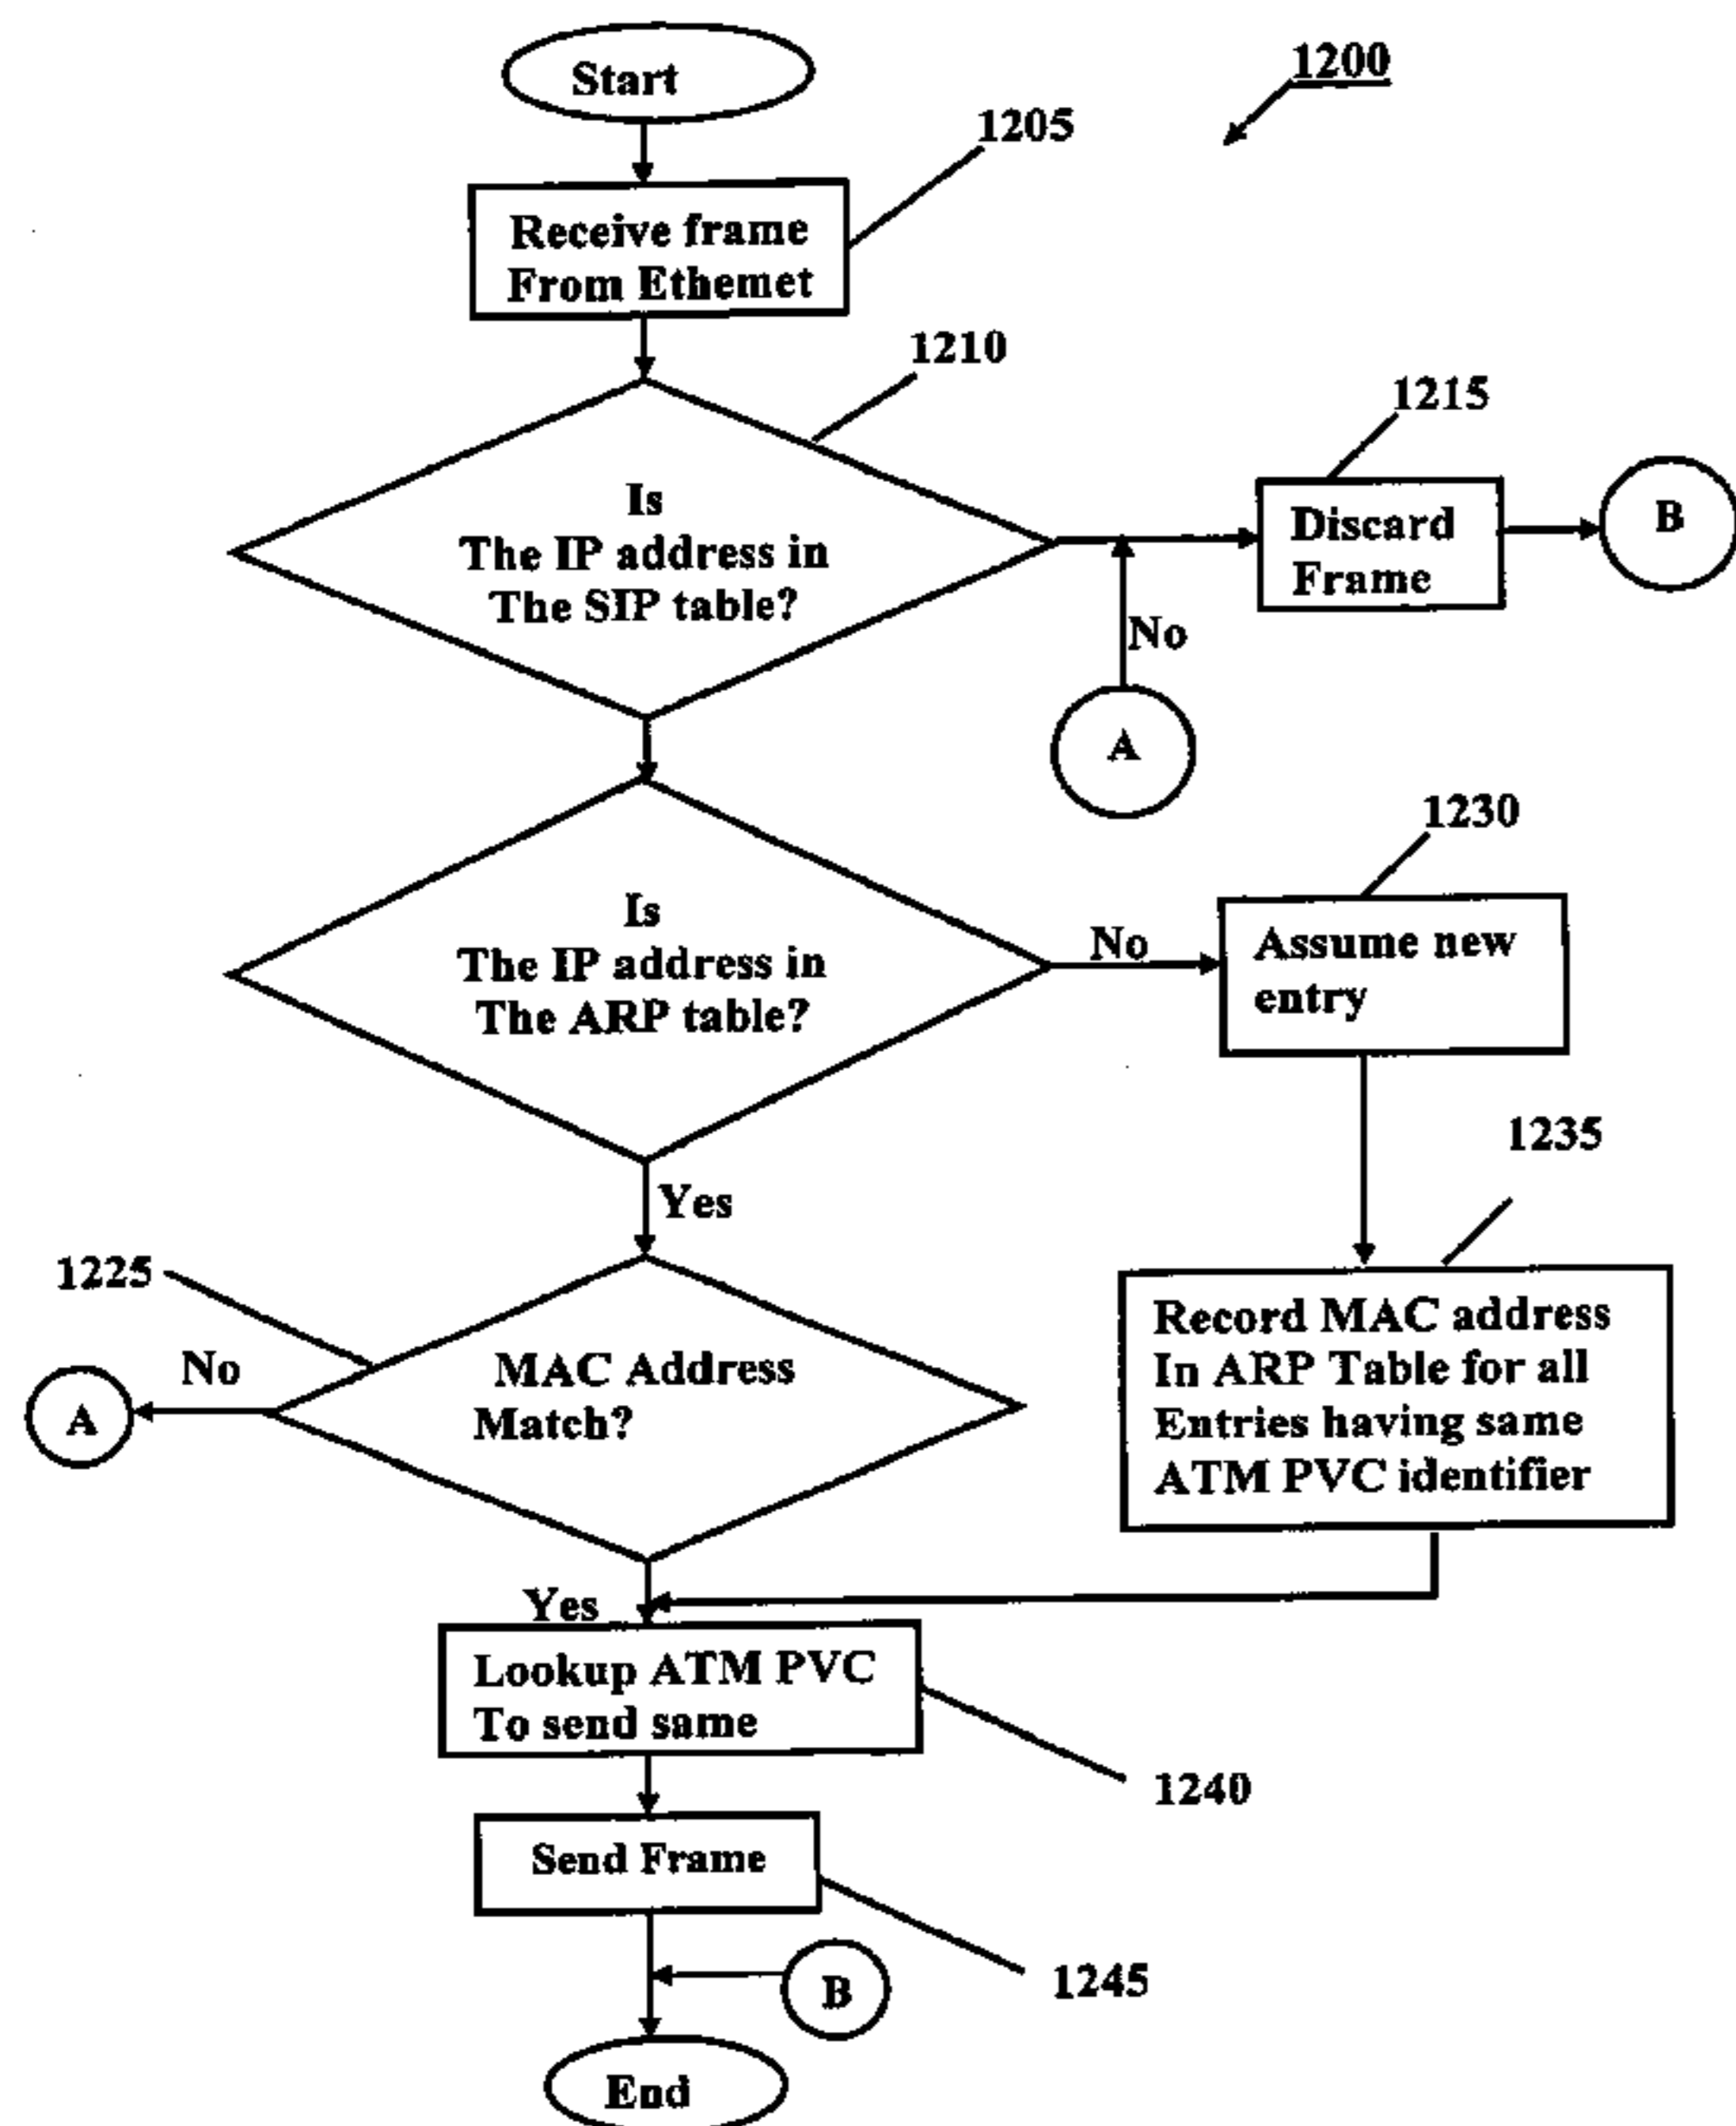 Start
1200
1205
Receive frame
From Ethemet
1210
1215
Is
The IP address in
The SIP table?
Discard
Frame
B
No
A
1230
Is
The IP address in
The ARP table?
No
Assume new
entry
Yes
1235
1225
No
A
MAC Address
Match?
Record MAC address
In ARP Table for all
Entries having same
ATM PVC identifier
Yes
Lookup ATM PVC
To send same
1240
Send Frame
1245
B
End